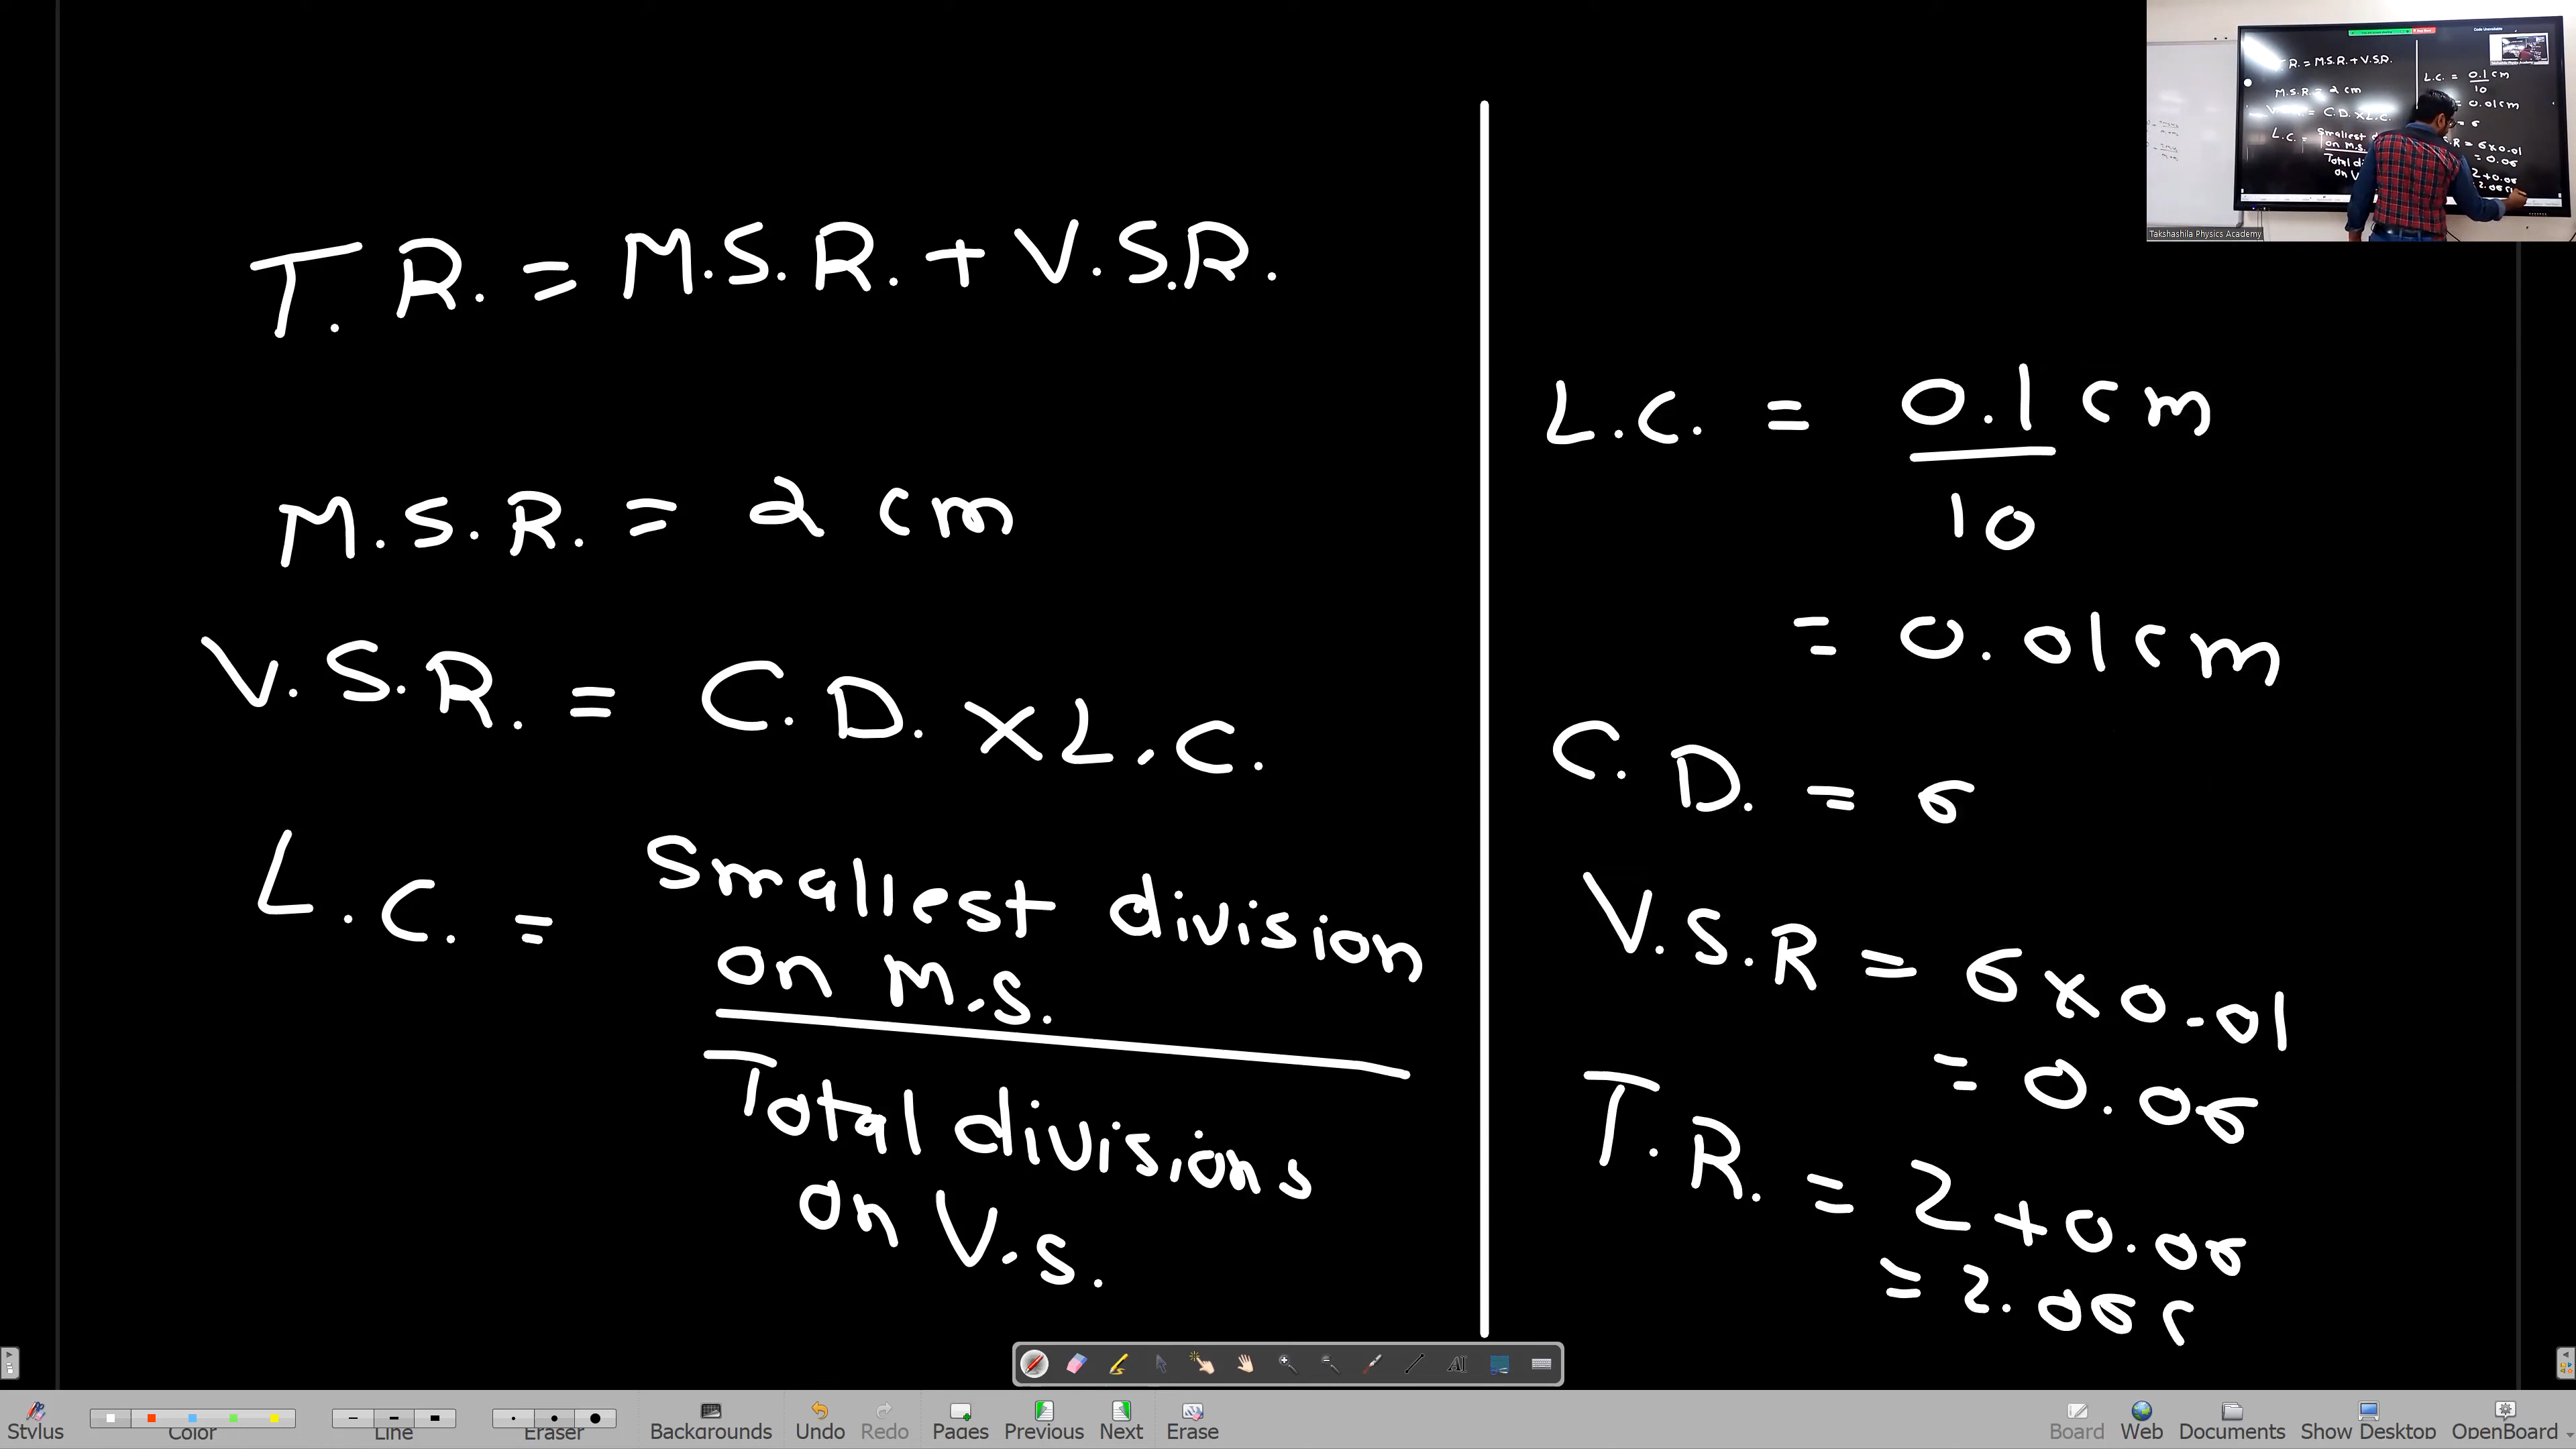 T. R. = M.S.R. + V.S.R.
M.S.R. = 2 cm
V.S.R. = C.D. × L.C.
L.C. = Smallest division
on M.S.
Total divisions
on V.S.
L.C. = 0.1 cm
10
= 0.01 cm
C. D. = 6
V.S.R = 6 × 0.01
= 0.06
T. R. = 2 + 0.06
= 2.06 c
Takshashila Physics Academy
Stylus
Color
Line
Eraser
Backgrounds
Undo
Redo
Pages
Previous
Next
Erase
Board
Web
Documents
Show Desktop
OpenBoard